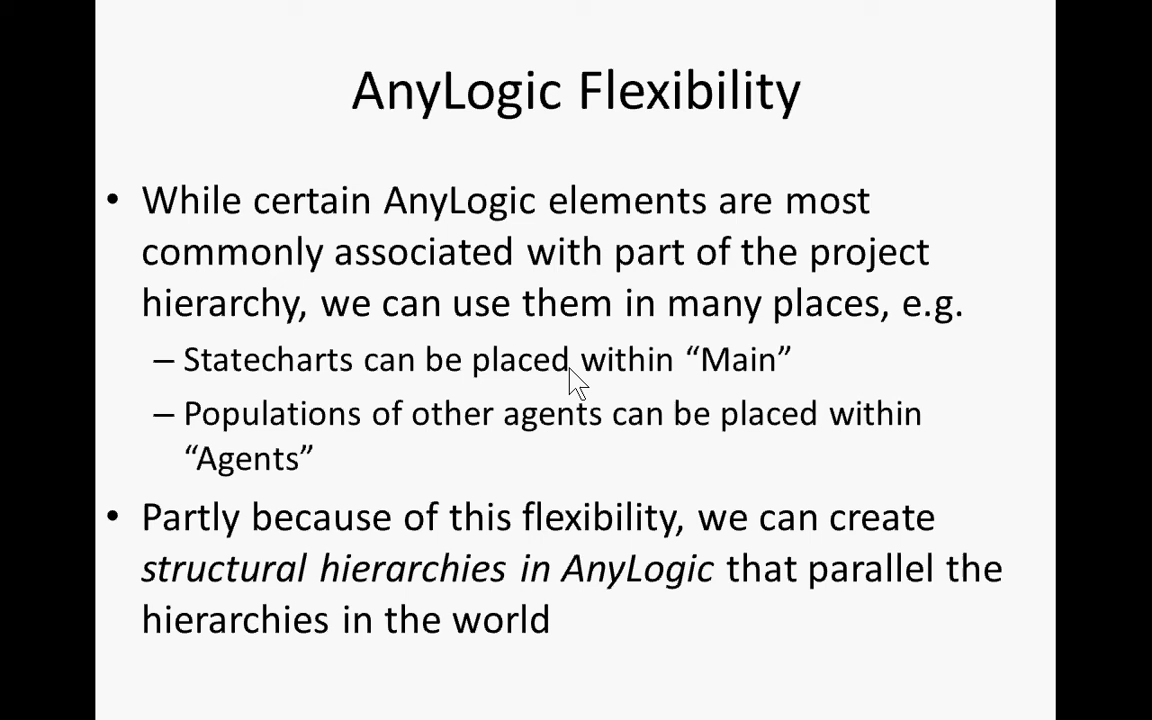 AnyLogic Flexibility
• While certain AnyLogic elements are most
commonly associated with part of the project
hierarchy, we can use them in many places, e.g.
– Statecharts can be placed within “Main”
– Populations of other agents can be placed within
“Agents”
• Partly because of this flexibility, we can create
structural hierarchies in AnyLogic that parallel the
hierarchies in the world